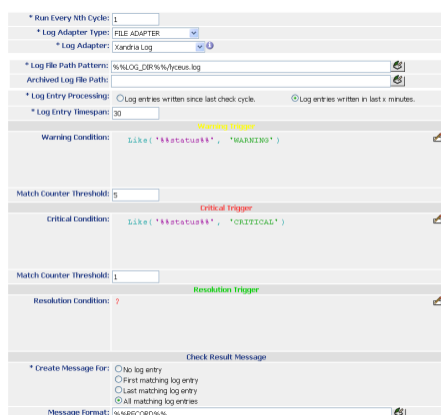 * Run Every Nth Cycle: 1
* Log Adapter Type: FILE ADAPTER
* Log Adapter: Xandria Log
* Log File Path Pattern: %%LOG_DIR%%/lyceus.log
Archived Log File Path:
* Log Entry Processing: Log entries written since last check cycle. Log entries written in last x minutes.
* Log Entry Timespan: 30
Warning Condition: Like('%%status%%', 'WARNING')
Match Counter Threshold: 5
Critical Trigger
Critical Condition: Like('%%status%%', 'CRITICAL')
Match Counter Threshold: 1
Resolution Trigger
Resolution Condition: ?
Check Result Message
* Create Message For: No log entry
First matching log entry
Last matching log entry
All matching log entries
Message Format: %%RECORD%%